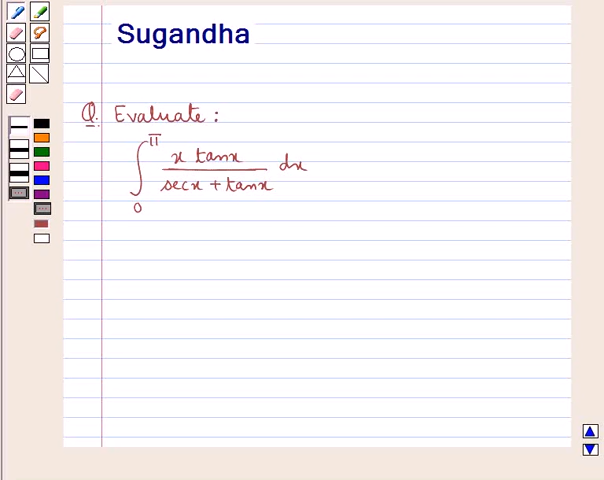 Sugandha
Q. Evaluate :
∫₀^π (x tanx)/(secx + tanx) dx